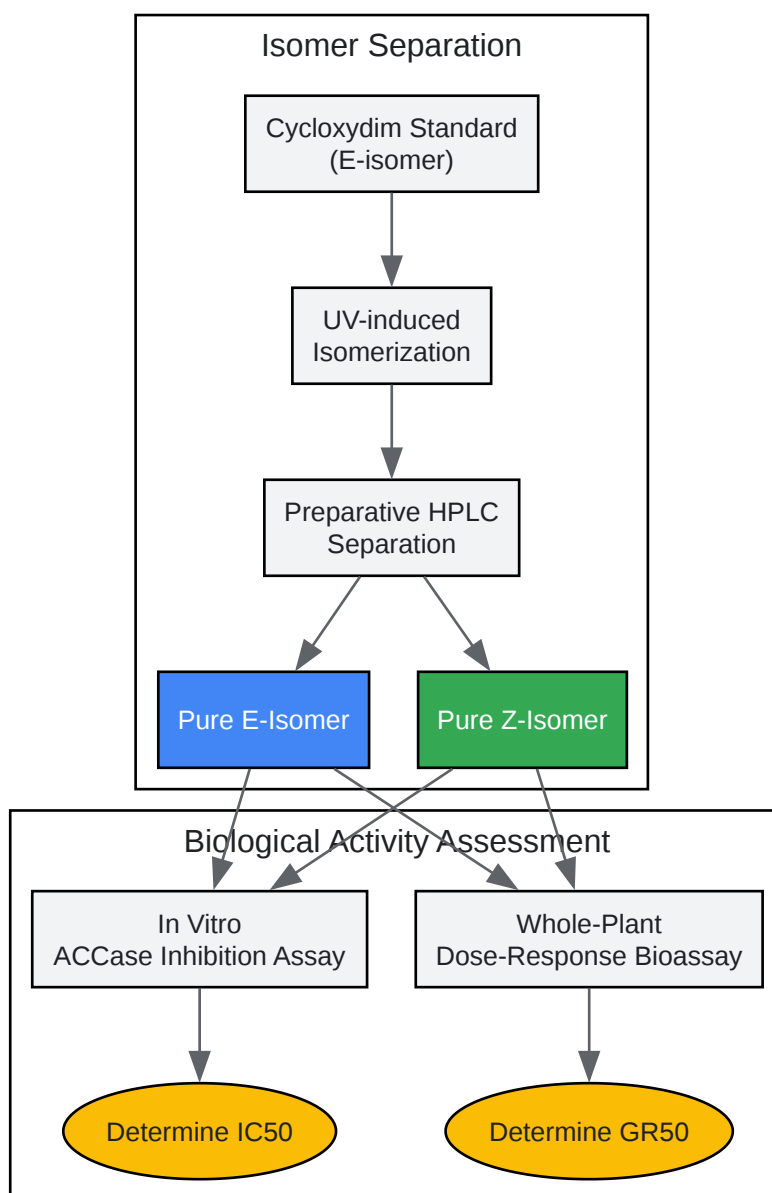 Isomer Separation
Cycloxydim Standard
(E-isomer)
UV-induced
Isomerization
Preparative HPLC
Separation
Pure E-Isomer
Pure Z-Isomer
Biological Activity Assessment
In Vitro
ACCase Inhibition Assay
Whole-Plant
Dose-Response Bioassay
Determine IC50
Determine GR50